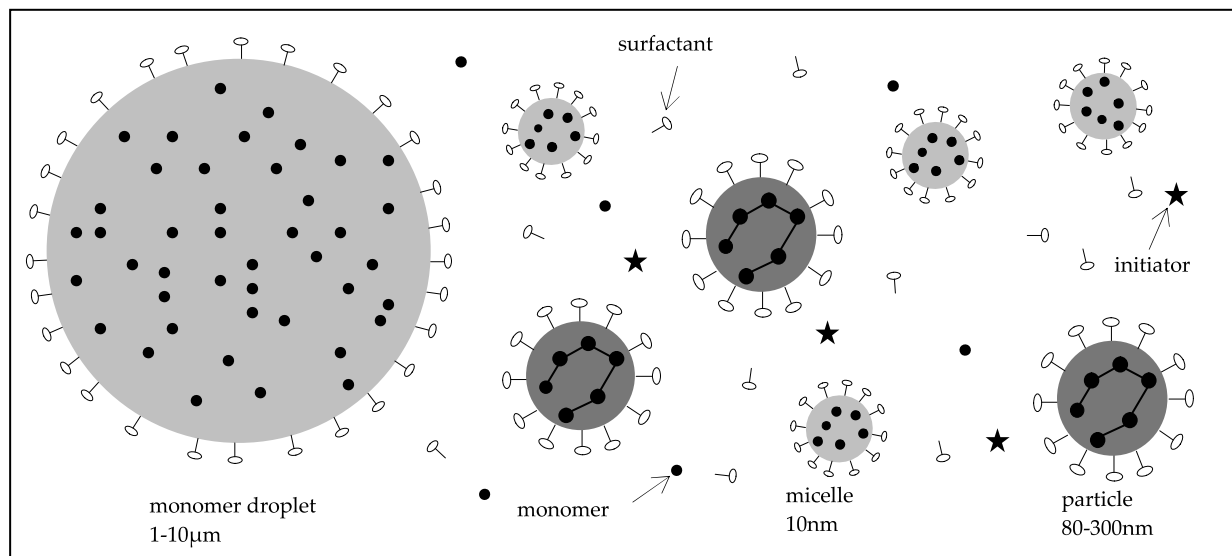 surfactant
initiator
monomer droplet
1-10µm
monomer
micelle
10nm
particle
80-300nm